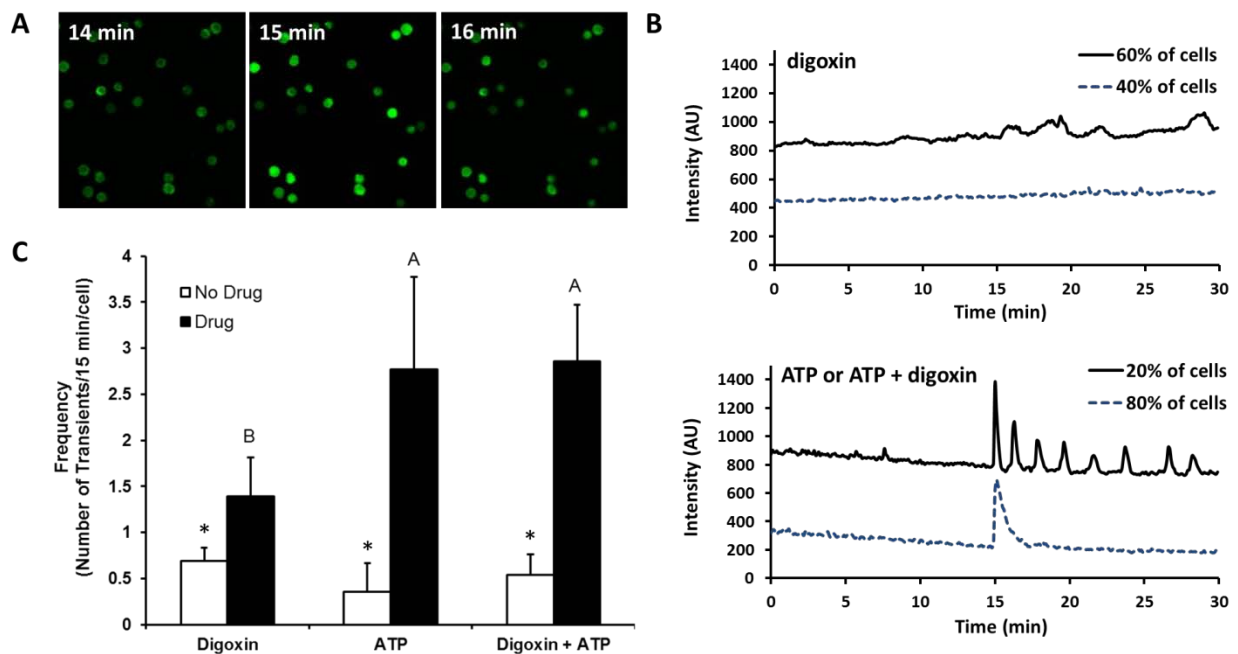 A
14 min
15 min
16 min
B
digoxin
60% of cells
40% of cells
1400
1200
1000
800
600
400
200
0
Intensity (AU)
0 5 10 15 20 25 30
Time (min)
ATP or ATP + digoxin
20% of cells
80% of cells
1400
1200
1000
800
600
400
200
0
Intensity (AU)
0 5 10 15 20 25 30
Time (min)
C
No Drug
Drug
Frequency
(Number of Transients/15 min/cell)
4
3.5
3
2.5
2
1.5
1
0.5
0
* B
* A
* A
Digoxin ATP Digoxin + ATP